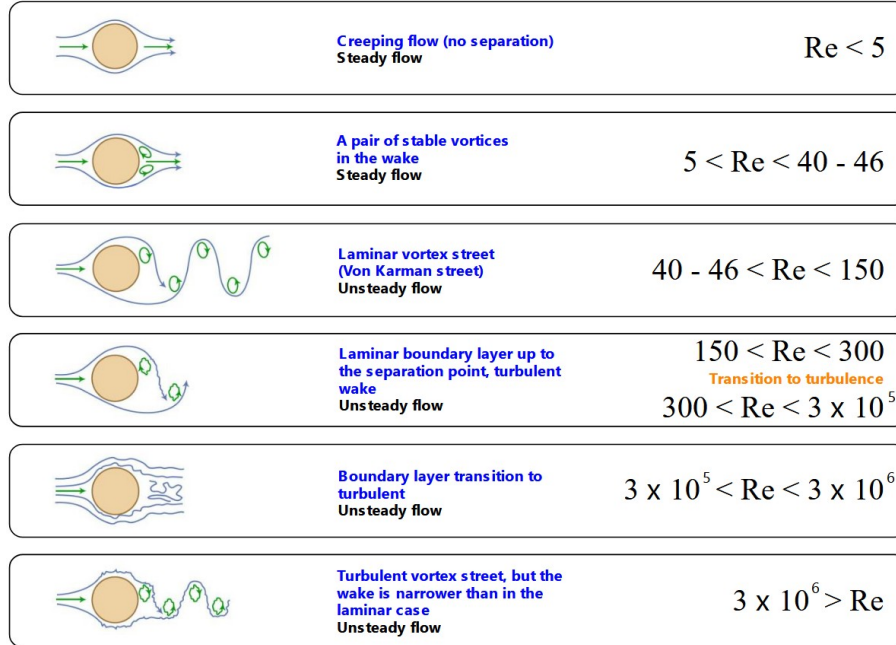 Creeping flow (no separation)
Steady flow
Re < 5
A pair of stable vortices
in the wake
Steady flow
5 < Re < 40 - 46
Laminar vortex street
(Von Karman street)
Unsteady flow
40 - 46 < Re < 150
Laminar boundary layer up to
the separation point, turbulent
wake
Unsteady flow
150 < Re < 300
Transition to turbulence
300 < Re < 3 x 10⁵
Boundary layer transition to
turbulent
Unsteady flow
3 x 10⁵ < Re < 3 x 10⁶
Turbulent vortex street, but the
wake is narrower than in the
laminar case
Unsteady flow
3 x 10⁶ > Re